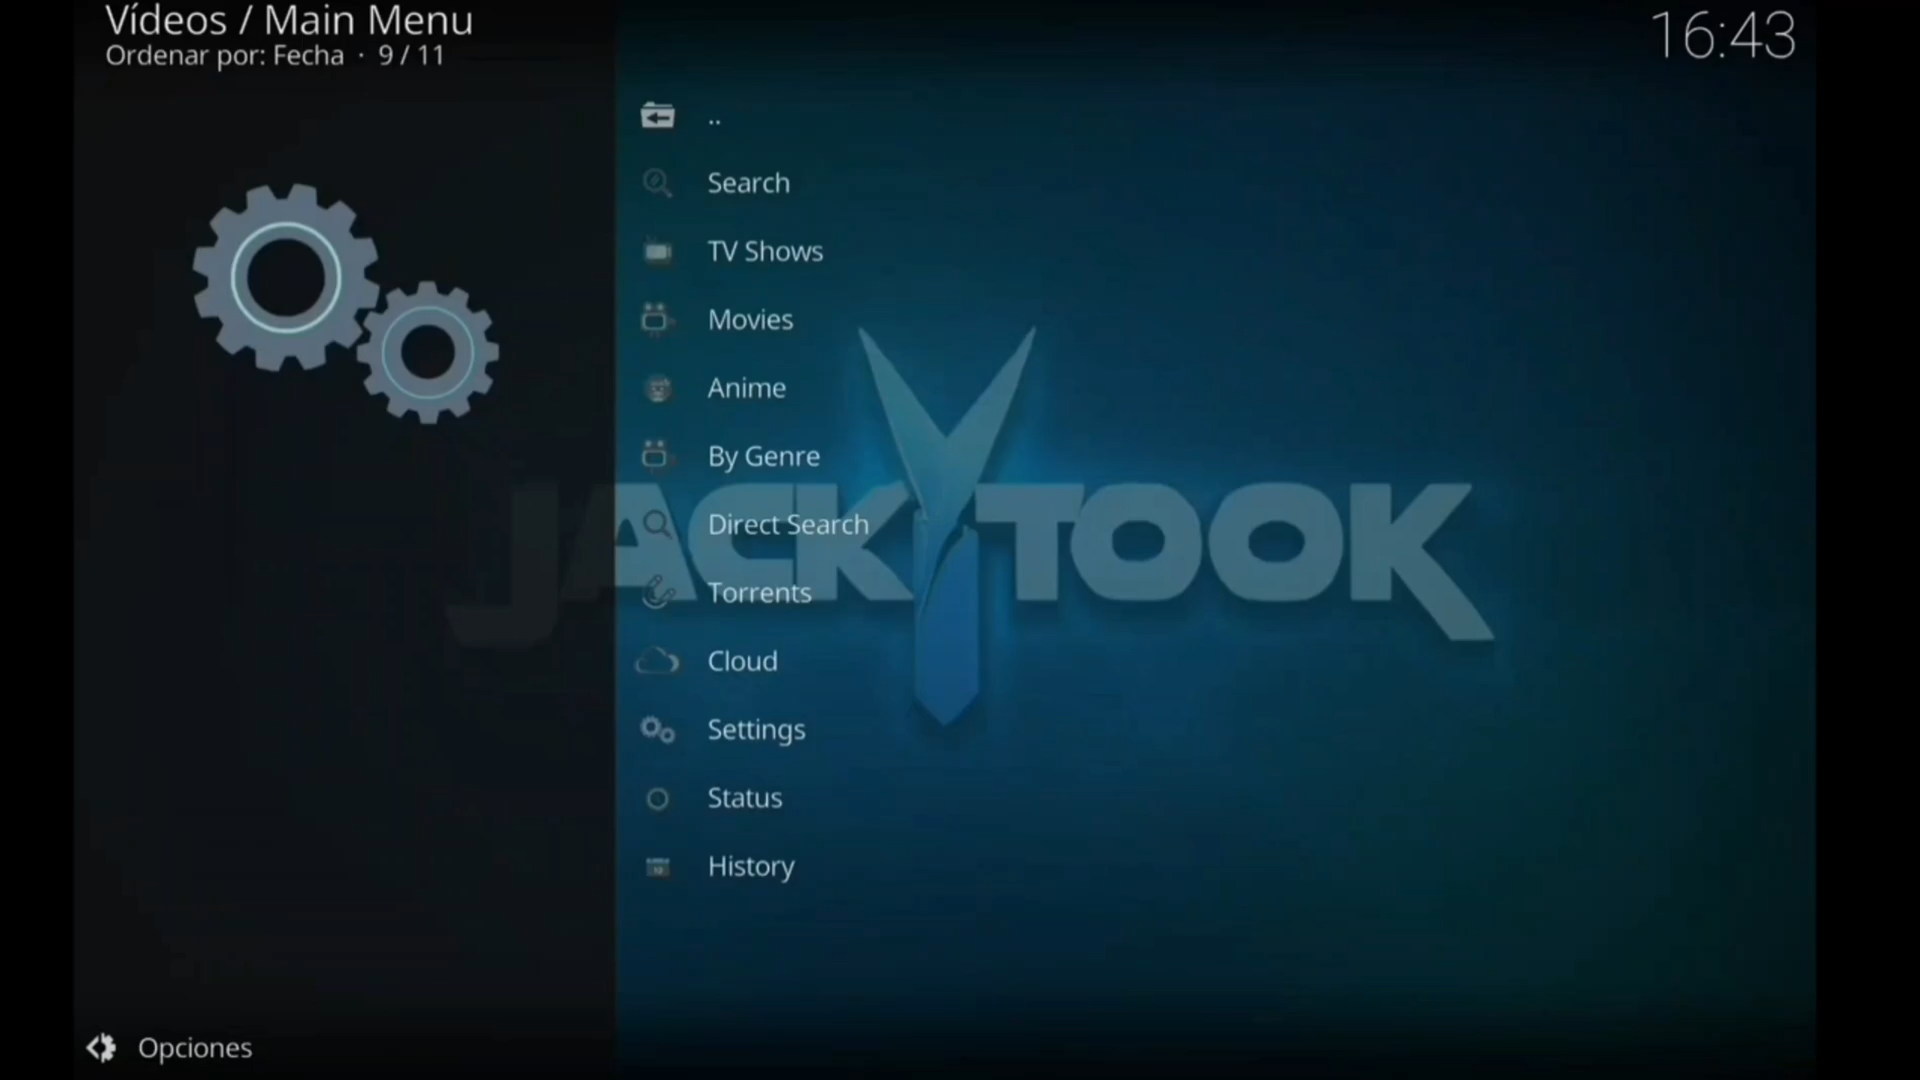 Vídeos / Main Menu
Ordenar por: Fecha · 9 / 11
16:43
..
Search
TV Shows
Movies
Anime
By Genre
Direct Search
Torrents
Cloud
Settings
Status
History
JACKTOOK
Opciones